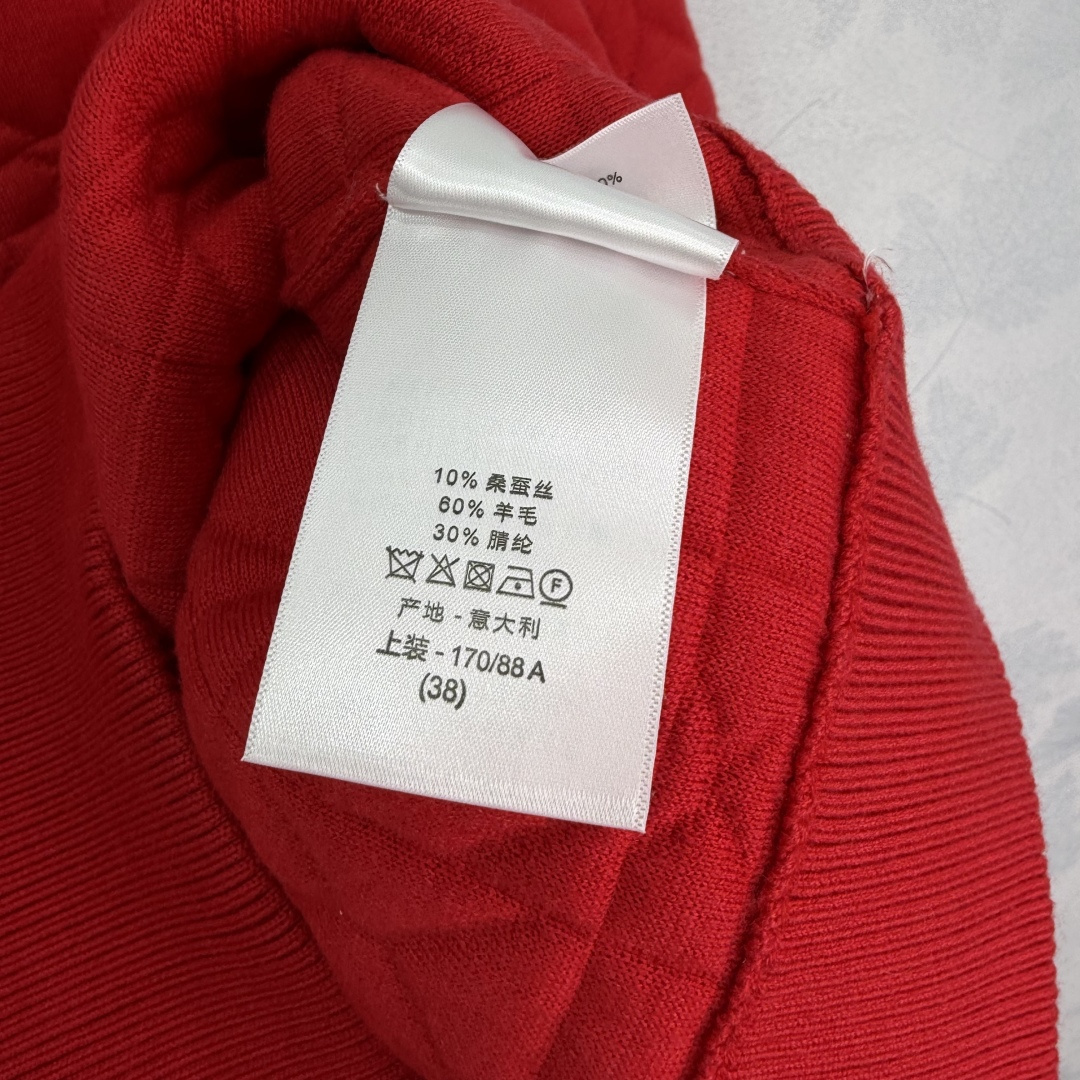 0%
10% 桑蚕丝
60% 羊毛
30% 腈纶
F
产地 - 意大利
上装 - 170/88 A
(38)